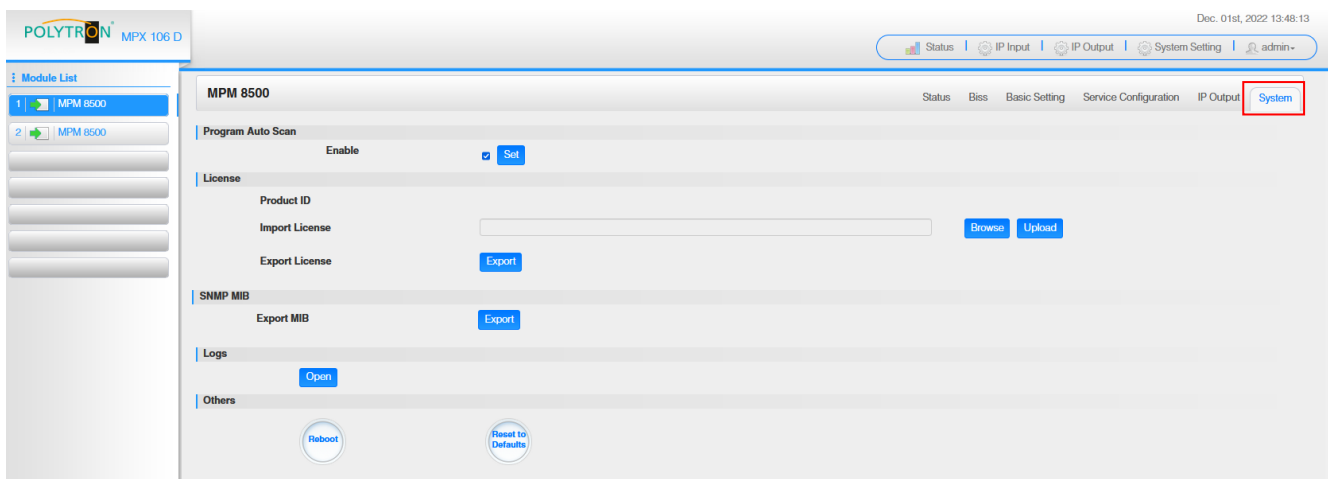 Dec. 01st, 2022 13:48:13
POLYTRON® MPX 106 D
Status IP Input IP Output System Setting admin
Module List
1 MPM 8500
2 MPM 8500
MPM 8500
Status Biss Basic Setting Service Configuration IP Output System
Program Auto Scan
Enable Set
License
Product ID
Import License Browse Upload
Export License Export
SNMP MIB
Export MIB Export
Logs
Open
Others
Reboot
Reset to
Defaults